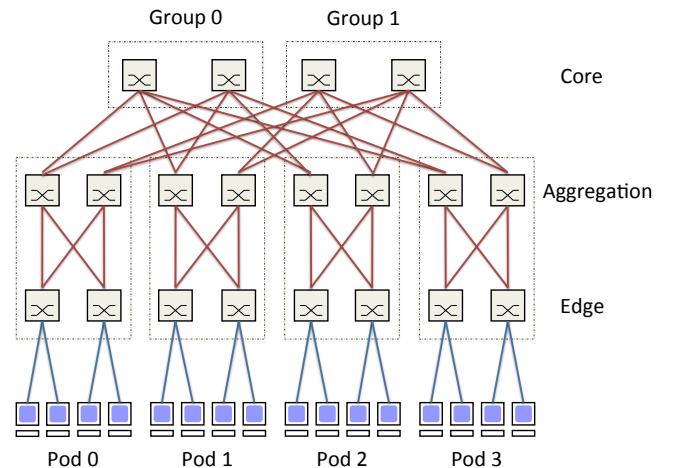 Group 0 Group 1
Core
Aggregation
Edge
Pod 0 Pod 1 Pod 2 Pod 3